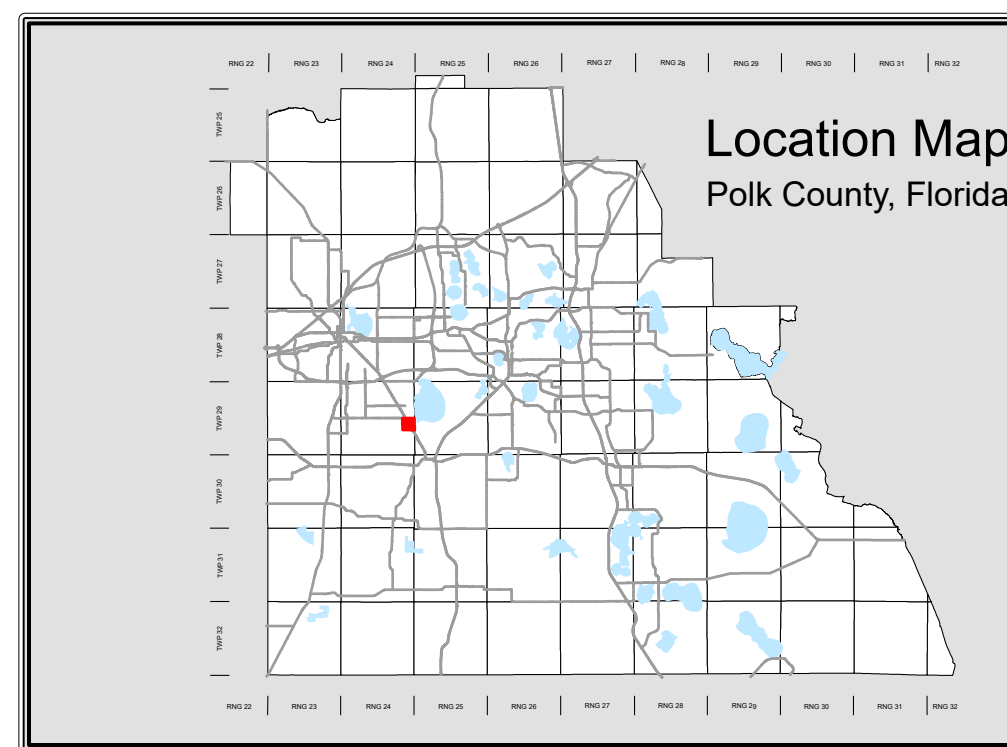 RNG 22 RNG 23 RNG 24 RNG 25 RNG 26 RNG 27 RNG 28 RNG 29 RNG 30 RNG 31 RNG 32
Location Map
Polk County, Florida
TWP 25
TWP 26
TWP 27
TWP 28
TWP 29
TWP 30
TWP 31
TWP 32
RNG 22 RNG 23 RNG 24 RNG 25 RNG 26 RNG 27 RNG 28 RNG 29 RNG 30 RNG 31 RNG 32